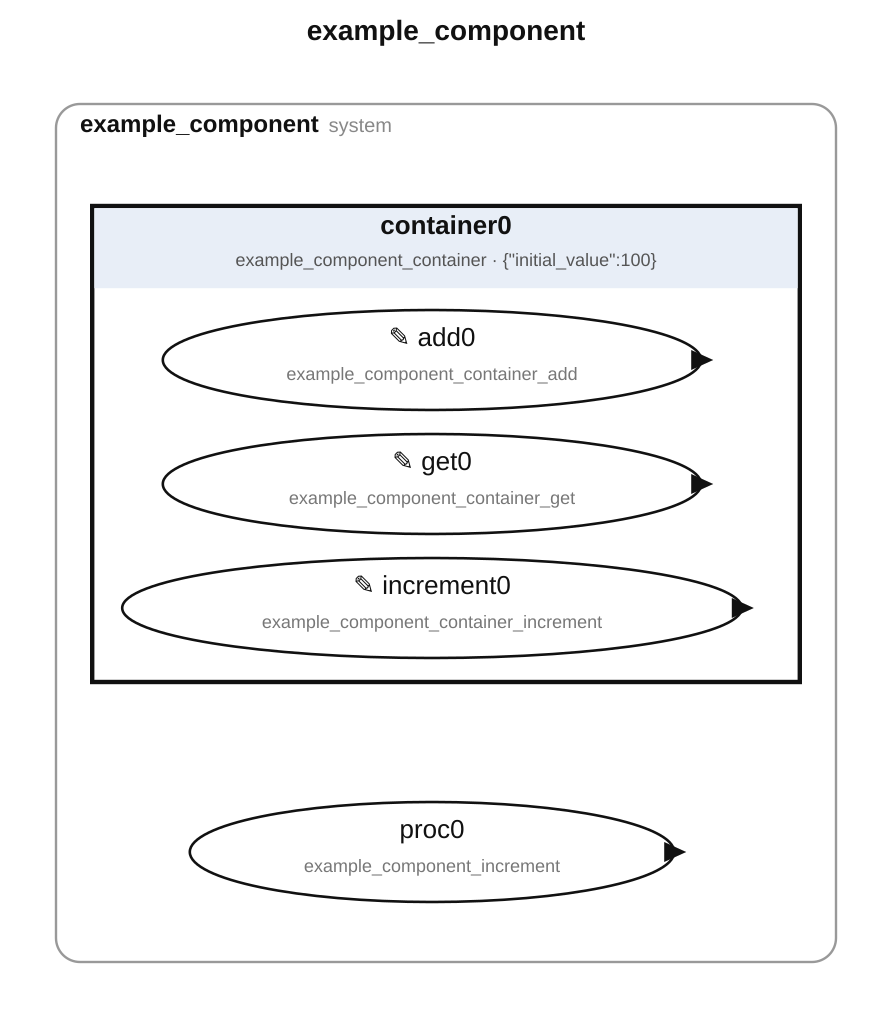 example_component
example_component system
container0
example_component_container · {"initial_value":100}
✎ add0
example_component_container_add
✎ get0
example_component_container_get
✎ increment0
example_component_container_increment
proc0
example_component_increment